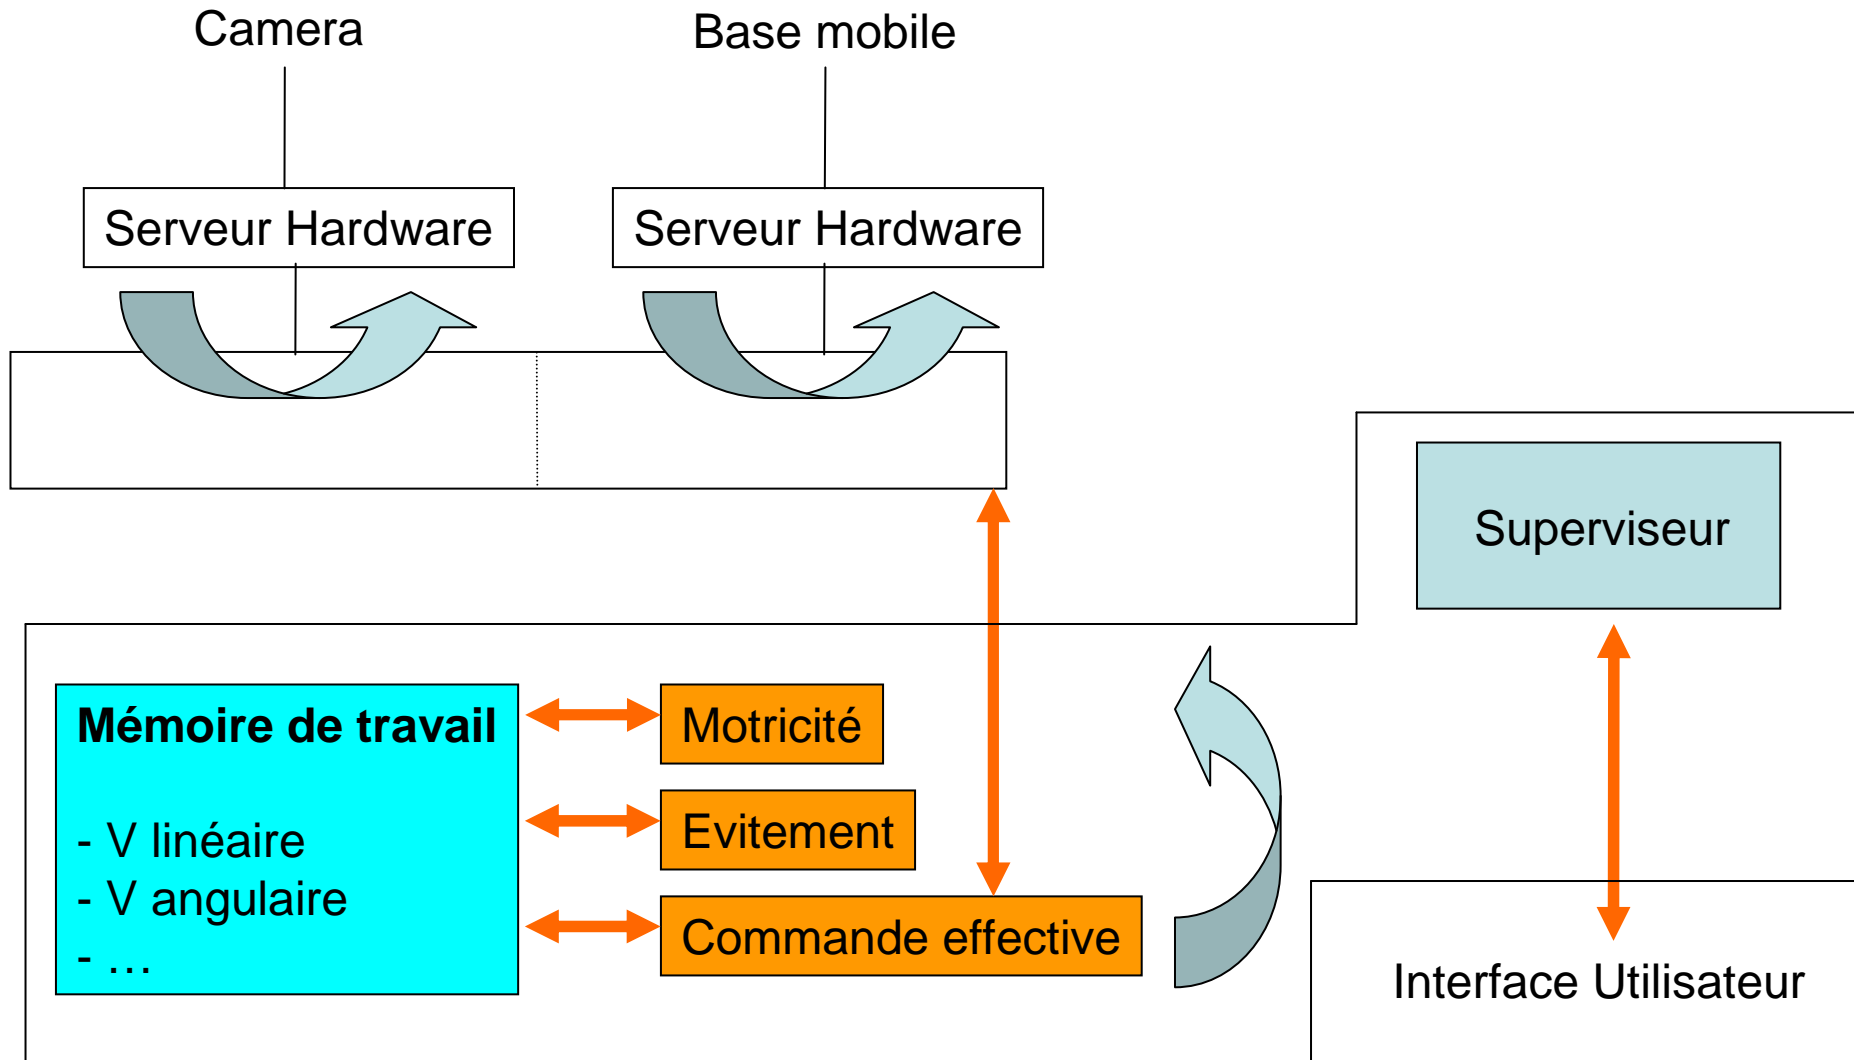 Camera
Base mobile
Serveur Hardware
Serveur Hardware
Superviseur
Mémoire de travail
- V linéaire
- V angulaire
- …
Motricité
Evitement
Commande effective
Interface Utilisateur